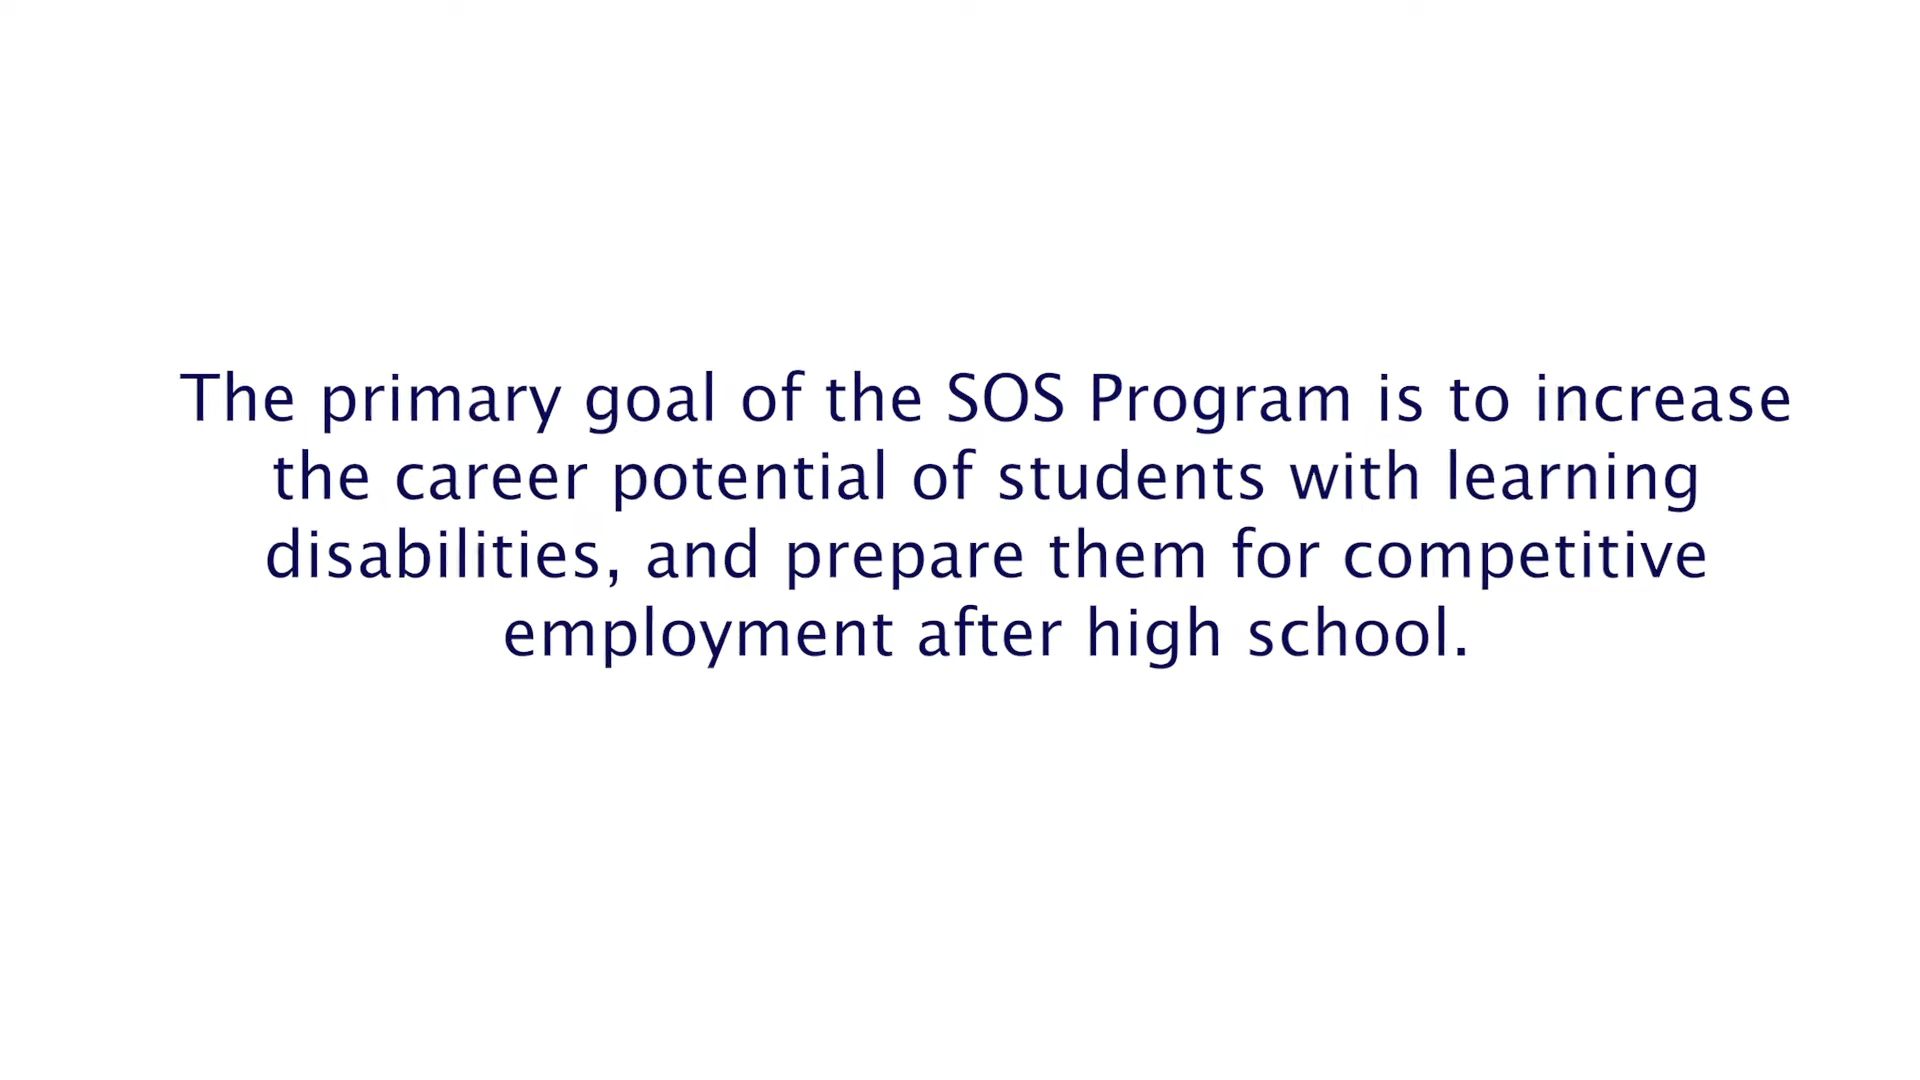 The primary goal of the SOS Program is to increase
the career potential of students with learning
disabilities, and prepare them for competitive
employment after high school.